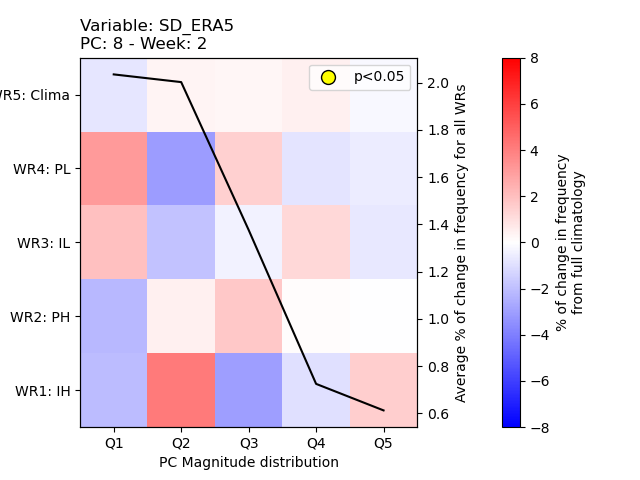 Variable: SD_ERA5
PC: 8 - Week: 2
p<0.05
WR5: Clima
WR4: PL
WR3: IL
WR2: PH
WR1: IH
Q1 Q2 Q3 Q4 Q5
PC Magnitude distribution
2.0
1.8
1.6
1.4
1.2
1.0
0.8
0.6
Average % of change in frequency for all WRs
8
6
4
2
0
−2
−4
−6
−8
% of change in frequency
from full climatology